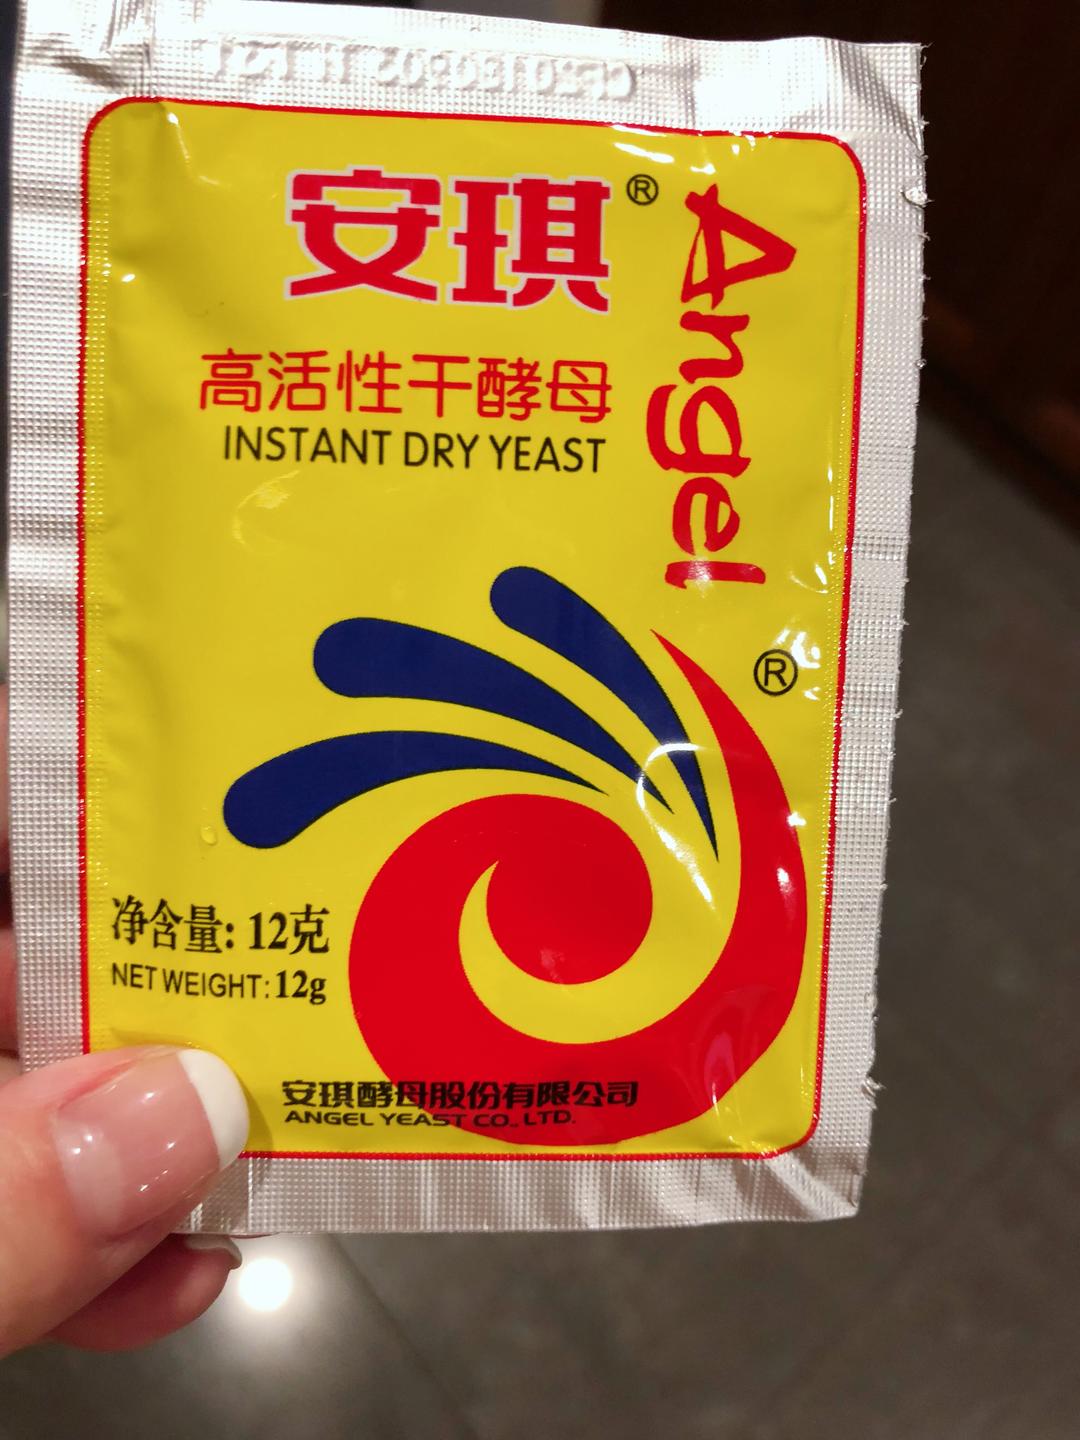 安琪®
Angel®
高活性干酵母
INSTANT DRY YEAST
净含量: 12克
NET WEIGHT: 12g
安琪酵母股份有限公司
ANGEL YEAST CO., LTD.